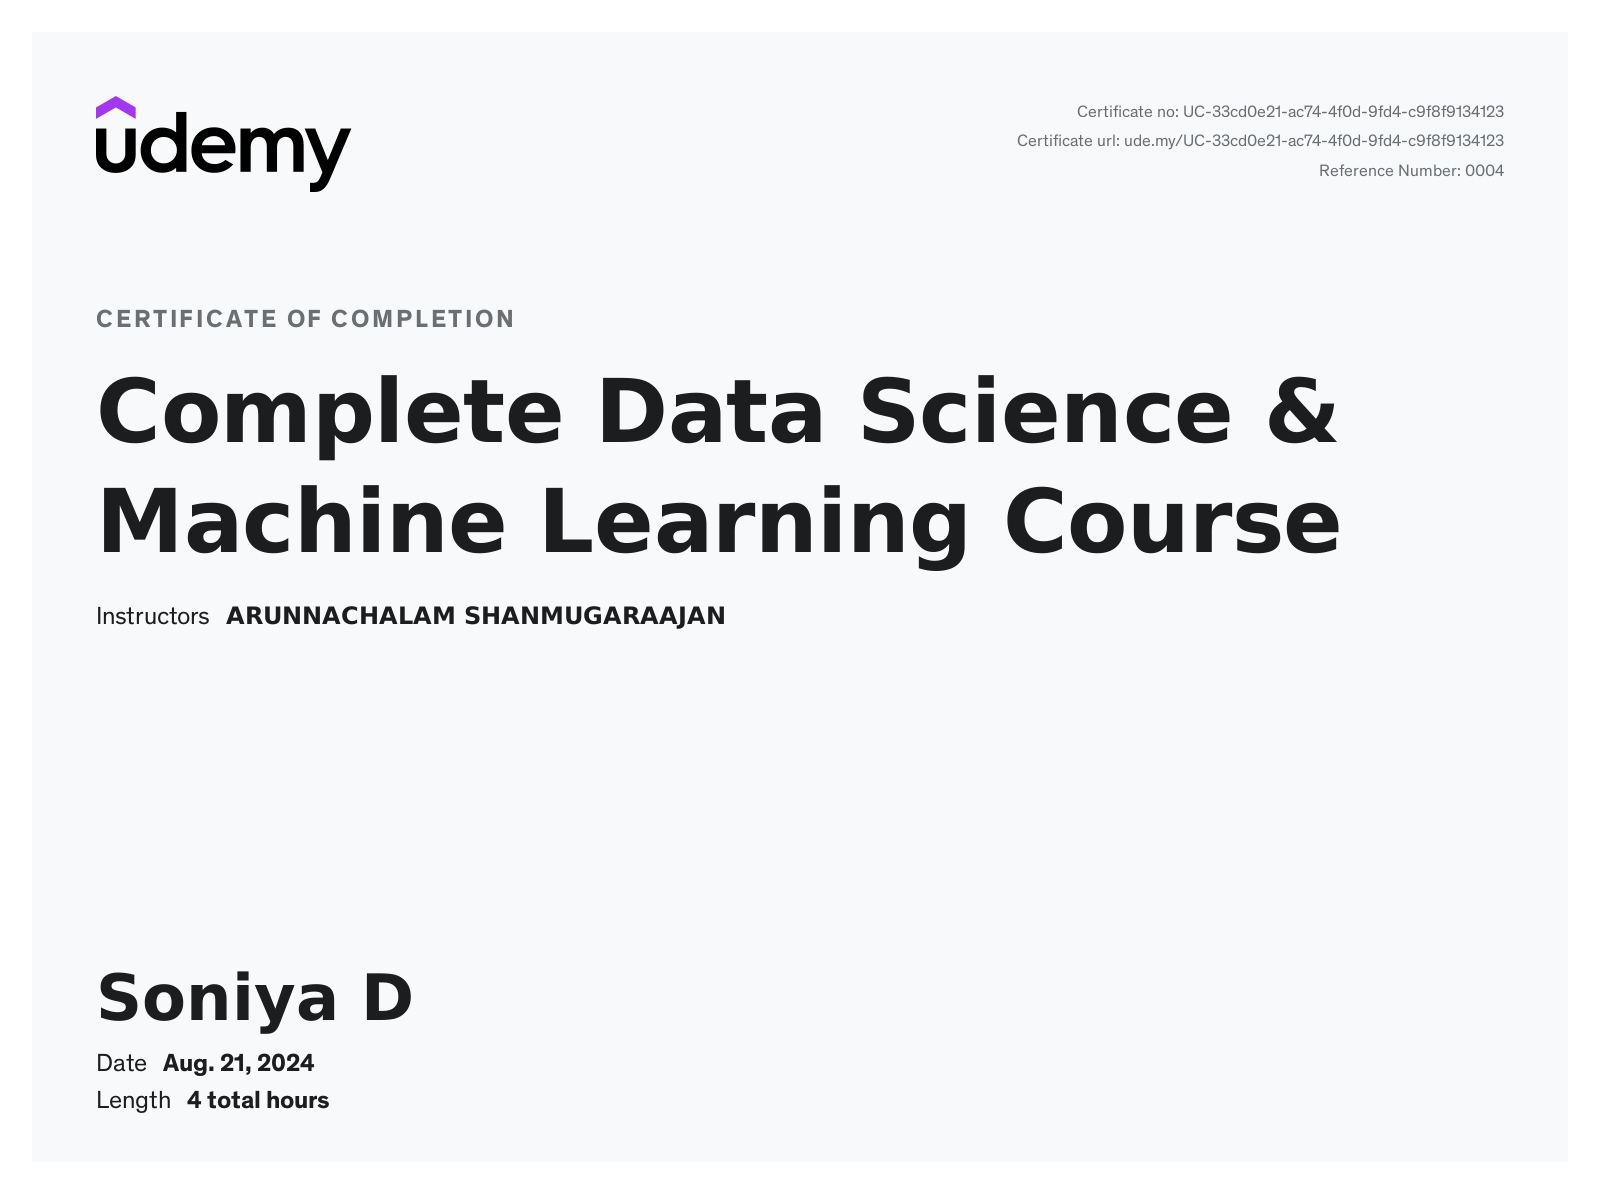 udemy
Certificate no: UC-33cd0e21-ac74-4f0d-9fd4-c9f8f9134123
Certificate url: ude.my/UC-33cd0e21-ac74-4f0d-9fd4-c9f8f9134123
Reference Number: 0004
CERTIFICATE OF COMPLETION
Complete Data Science &
Machine Learning Course
Instructors ARUNNACHALAM SHANMUGARAAJAN
Soniya D
Date Aug. 21, 2024
Length 4 total hours